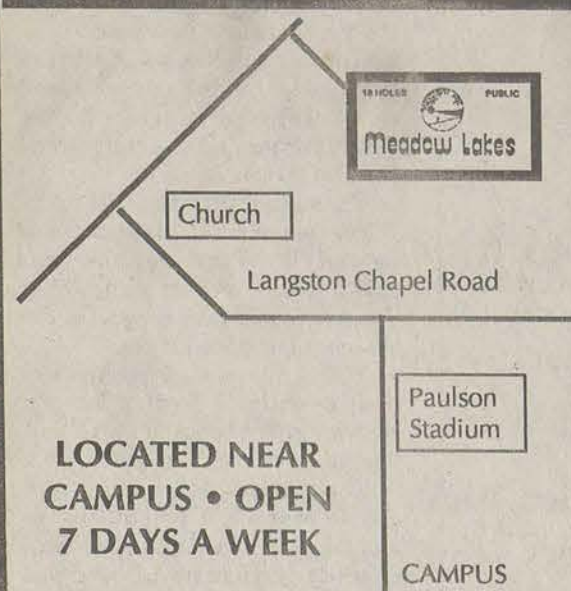 18 HOLES PUBLIC
Meadow Lakes
Church
Langston Chapel Road
Paulson
Stadium
LOCATED NEAR
CAMPUS • OPEN
7 DAYS A WEEK
CAMPUS